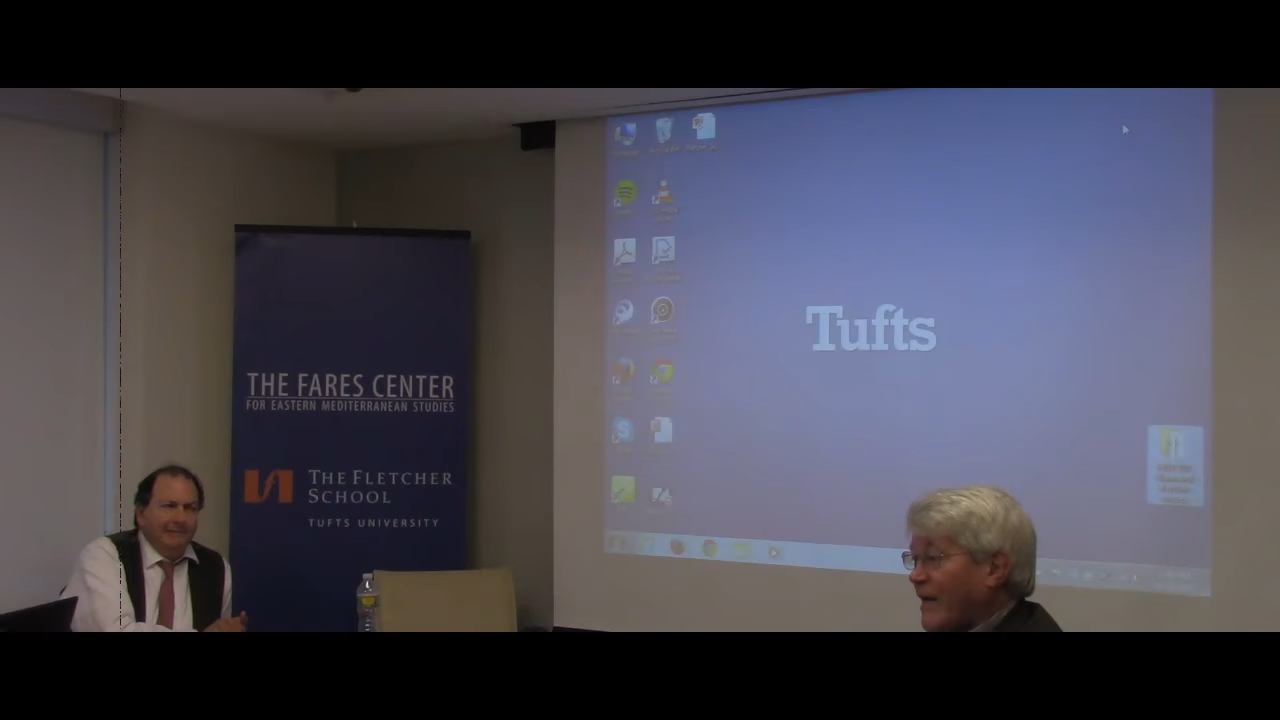 THE FARES CENTER
FOR EASTERN MEDITERRANEAN STUDIES
THE FLETCHER
SCHOOL
TUFTS UNIVERSITY
Tufts